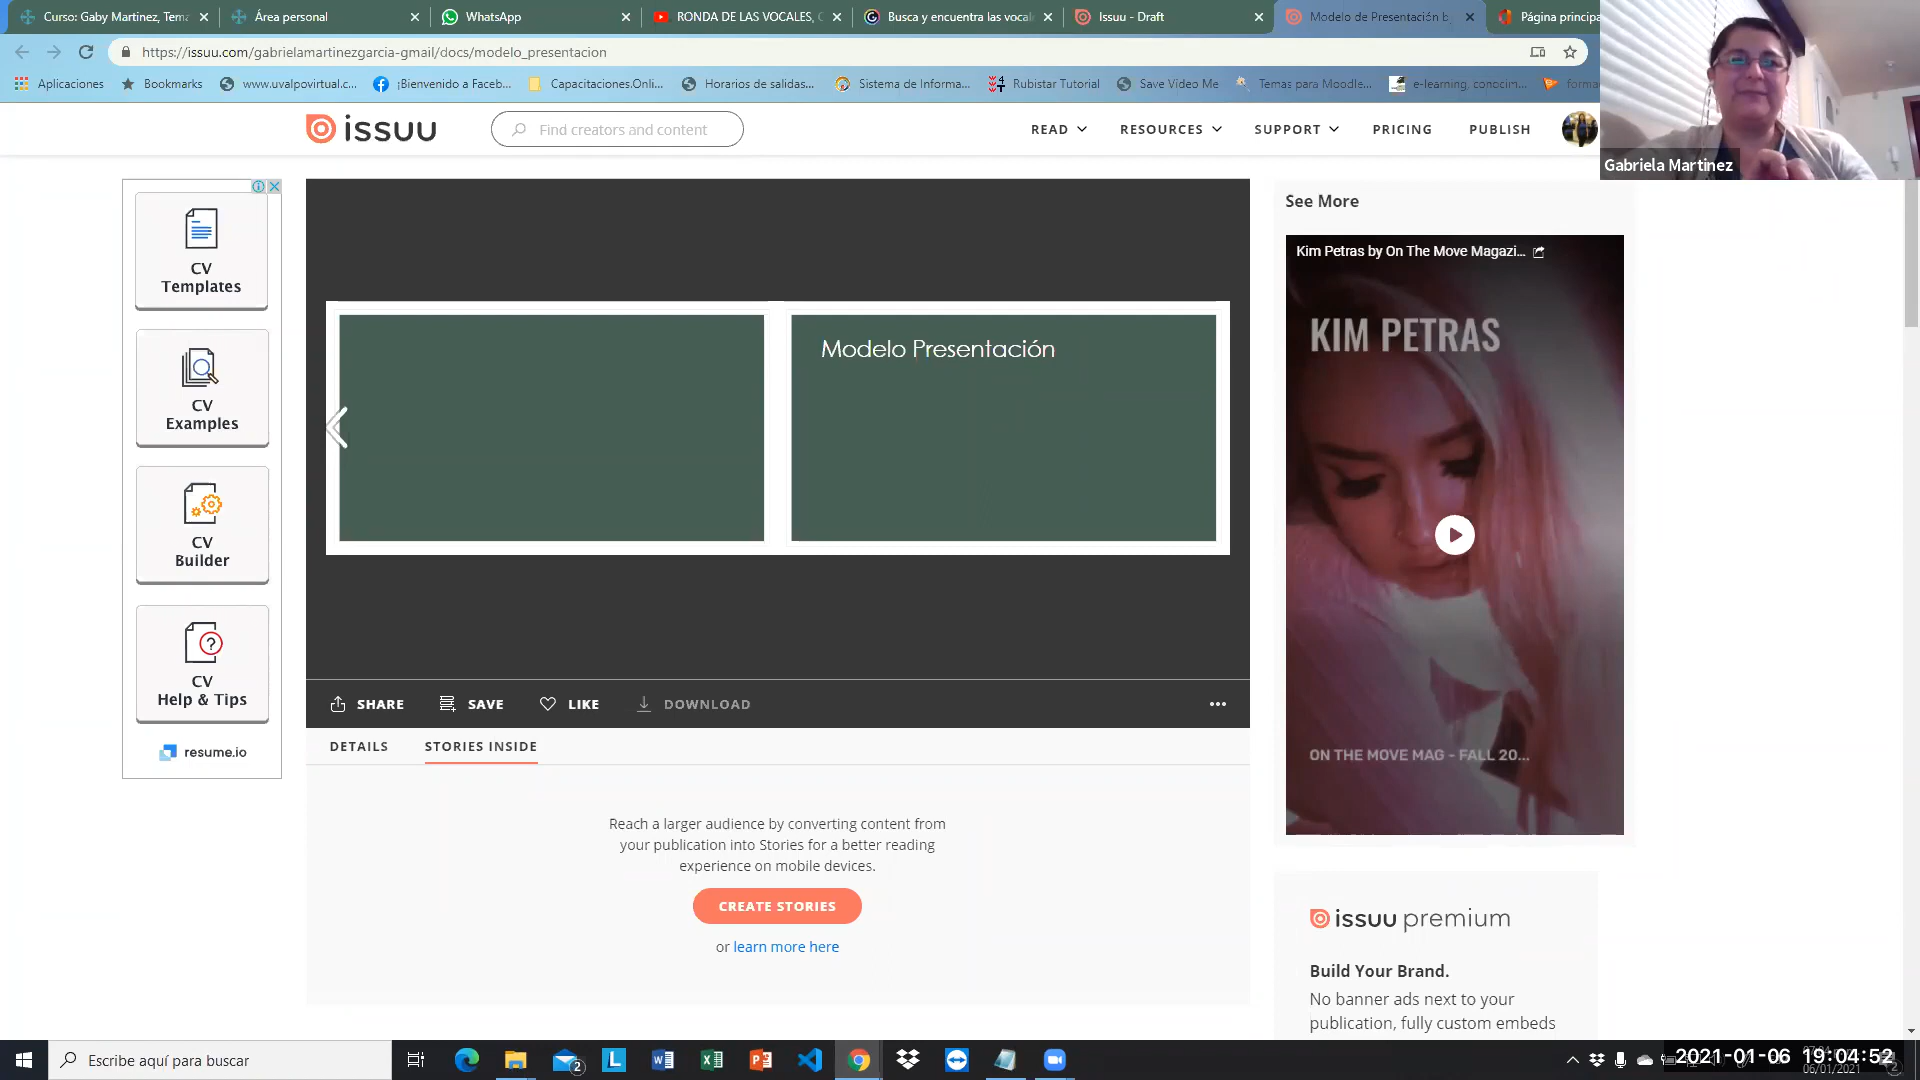 Curso: Gaby Martinez, Tema
Área personal
WhatsApp
RONDA DE LAS VOCALES,
Busca y encuentra las vocal
Issuu - Draft
Modelo de Presentación b
Página principa
https://issuu.com/gabrielamartinezgarcia-gmail/docs/modelo_presentacion
Aplicaciones
Bookmarks
www.uvalpovirtual.c...
¡Bienvenido a Faceb...
Capacitaciones.Onli...
Horarios de salidas...
Sistema de Informa...
Rubistar Tutorial
Save Video Me
Temas para Moodle...
e-learning, conocim...
forma
Gabriela Martinez
issuu
Find creators and content
READ
RESOURCES
SUPPORT
PRICING
PUBLISH
CV
Templates
CV
Examples
CV
Builder
CV
Help & Tips
resume.io
Modelo Presentación
SHARE
SAVE
LIKE
DOWNLOAD
DETAILS
STORIES INSIDE
Reach a larger audience by converting content from
your publication into Stories for a better reading
experience on mobile devices.
CREATE STORIES
or learn more here
See More
Kim Petras by On The Move Magazi...
KIM PETRAS
ON THE MOVE MAG - FALL 20...
issuu premium
Build Your Brand.
No banner ads next to your
publication, fully custom embeds
Escribe aquí para buscar
2
2021-01-06 19:04:52
06/01/2021